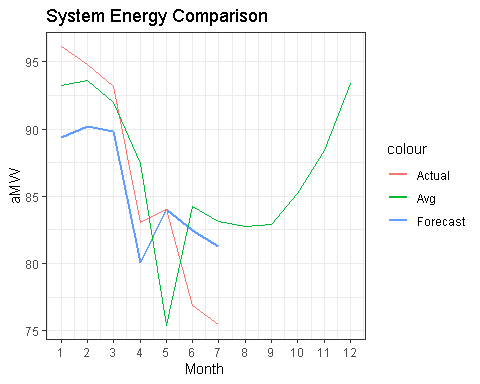 System Energy Comparison
95
90
85
80
75
aMW
1 2 3 4 5 6 7 8 9 10 11 12
Month
colour
Actual
Avg
Forecast